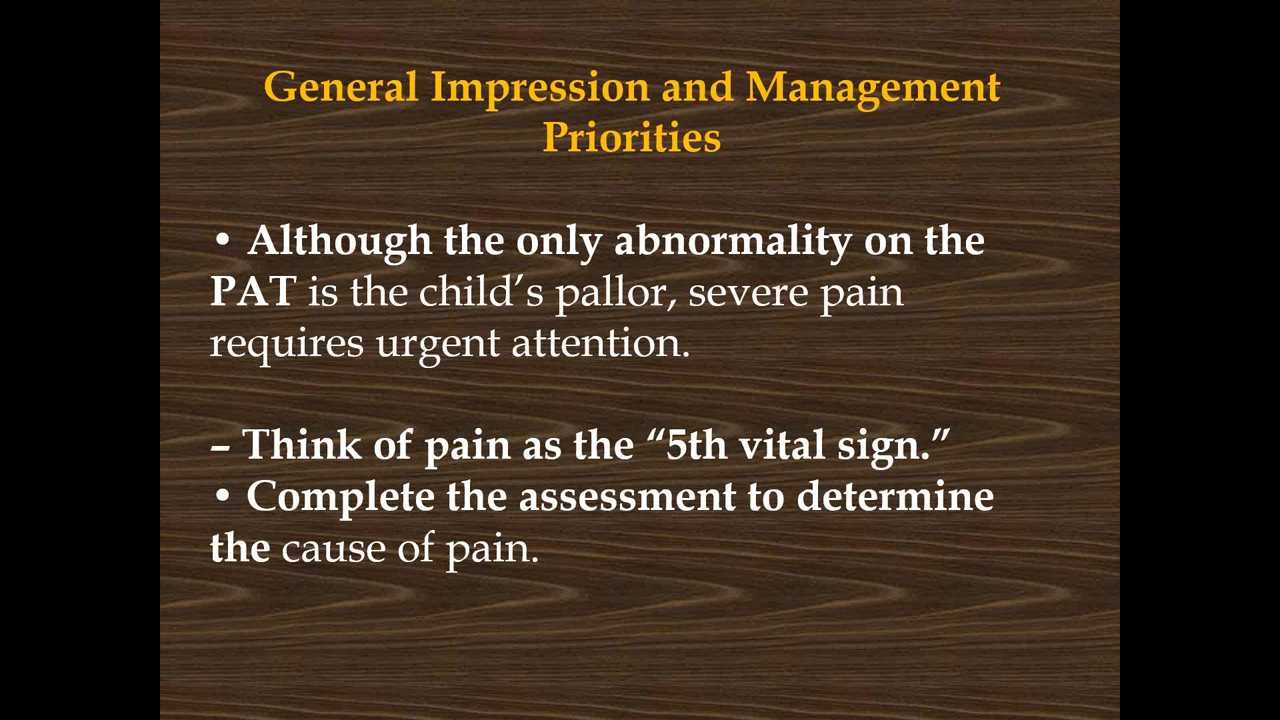 General Impression and Management
Priorities
• Although the only abnormality on the
PAT is the child’s pallor, severe pain
requires urgent attention.
– Think of pain as the “5th vital sign.”
• Complete the assessment to determine
the cause of pain.